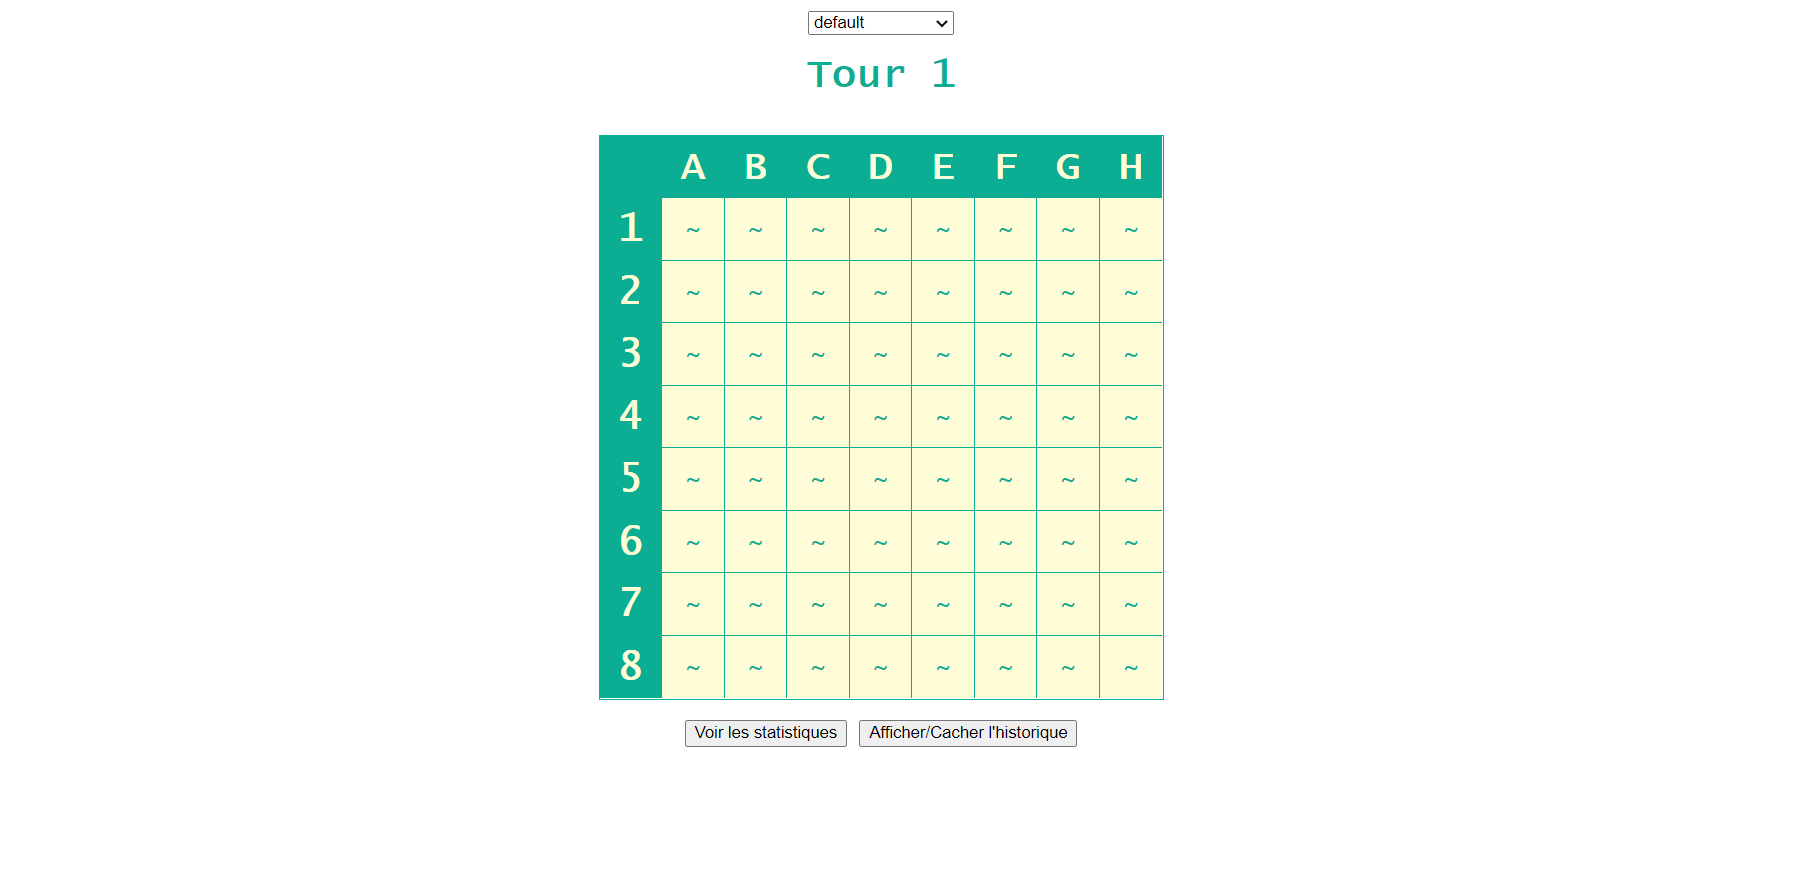 default
Tour 1
A B C D E F G H
1 ~ ~ ~ ~ ~ ~ ~ ~
2 ~ ~ ~ ~ ~ ~ ~ ~
3 ~ ~ ~ ~ ~ ~ ~ ~
4 ~ ~ ~ ~ ~ ~ ~ ~
5 ~ ~ ~ ~ ~ ~ ~ ~
6 ~ ~ ~ ~ ~ ~ ~ ~
7 ~ ~ ~ ~ ~ ~ ~ ~
8 ~ ~ ~ ~ ~ ~ ~ ~
Voir les statistiques Afficher/Cacher l'historique